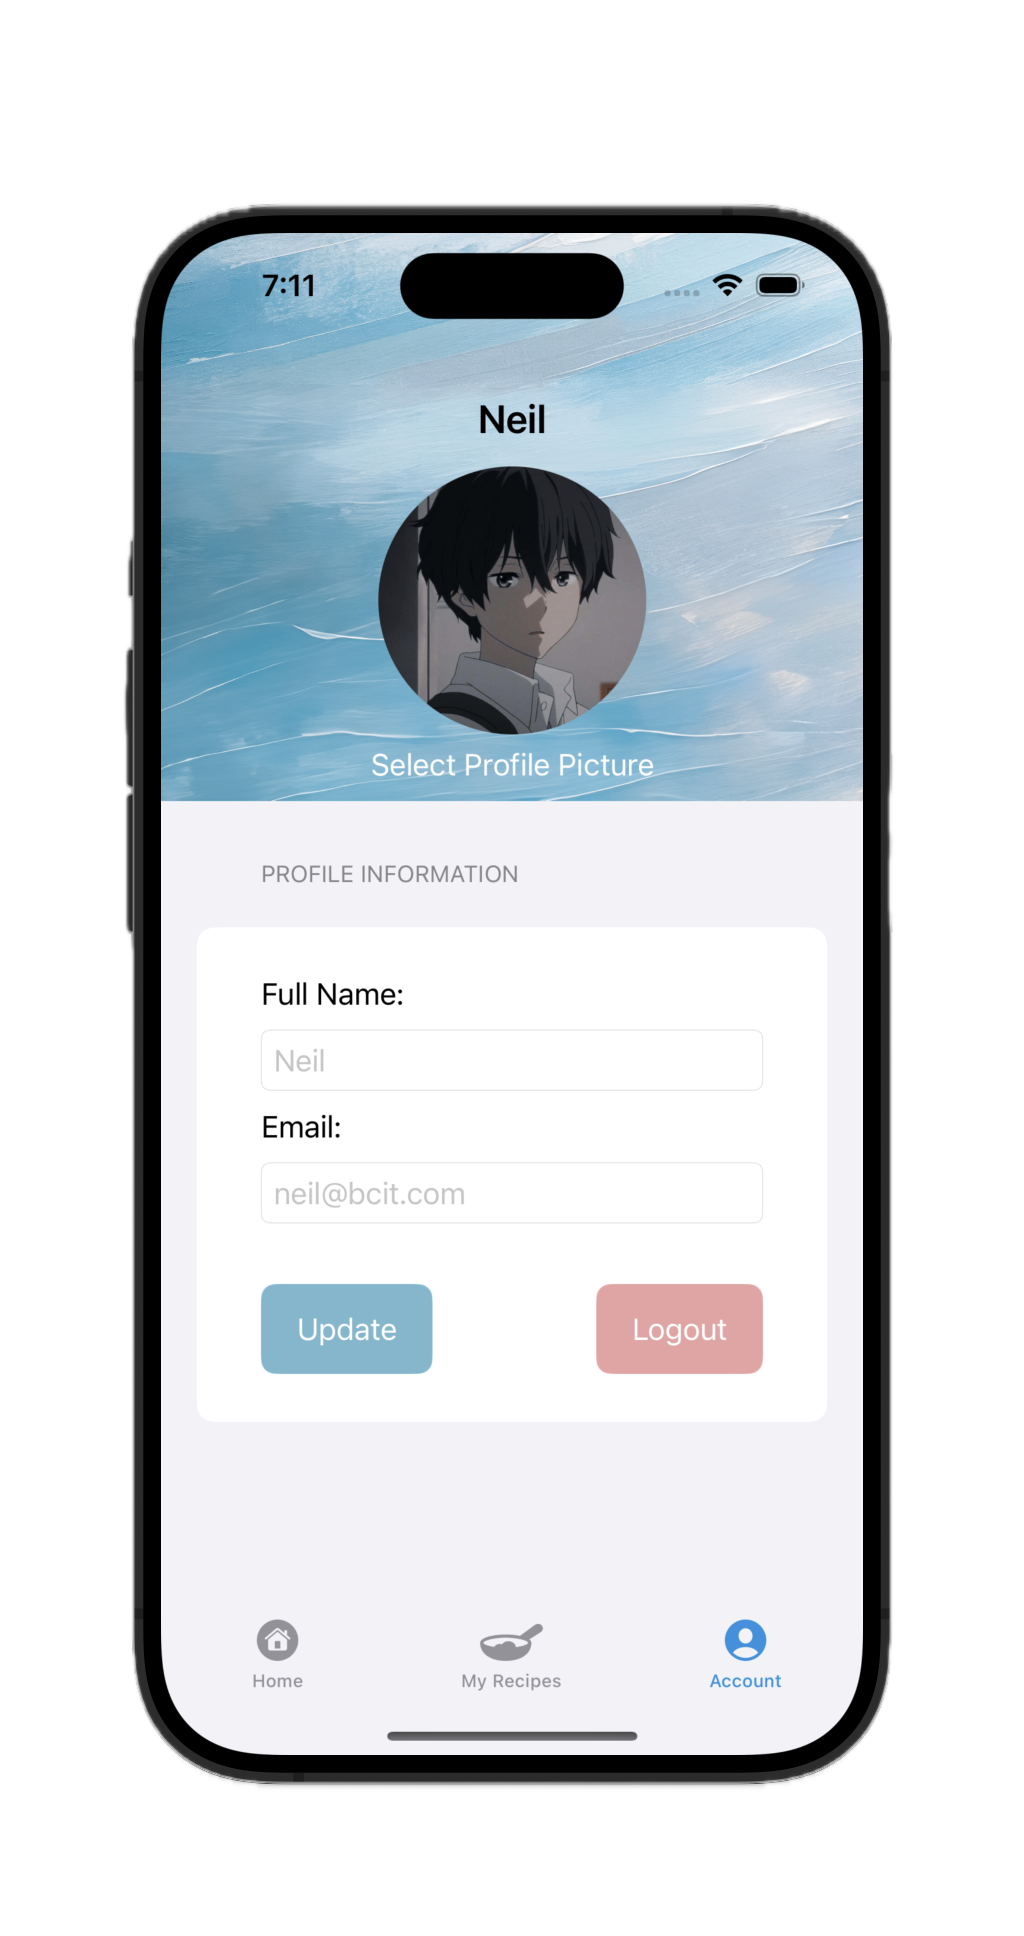 7:11
Neil
Select Profile Picture
PROFILE INFORMATION
Full Name:
Neil
Email:
neil@bcit.com
Update
Logout
Home
My Recipes
Account